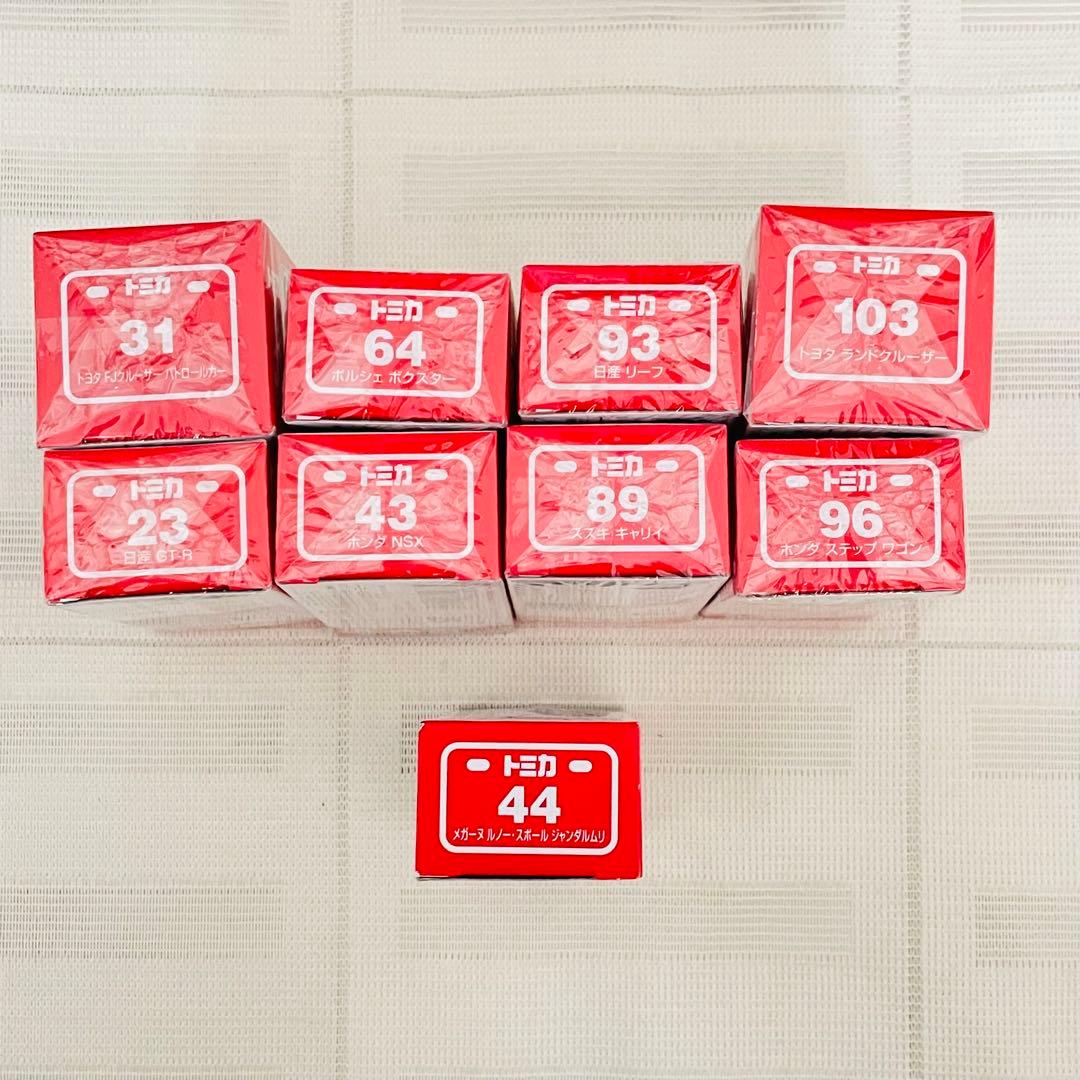 トミカ
31
トヨタ FJクルーザー パトロールカー
トミカ
64
ポルシェ ボクスター
トミカ
93
日産 リーフ
トミカ
103
トヨタ ランドクルーザー
トミカ
23
日産 GT-R
トミカ
43
ホンダ NSX
トミカ
89
スズキ キャリイ
トミカ
96
ホンダ ステップ ワゴン
トミカ
44
メガーヌ ルノー・スポール ジャンダルムリ